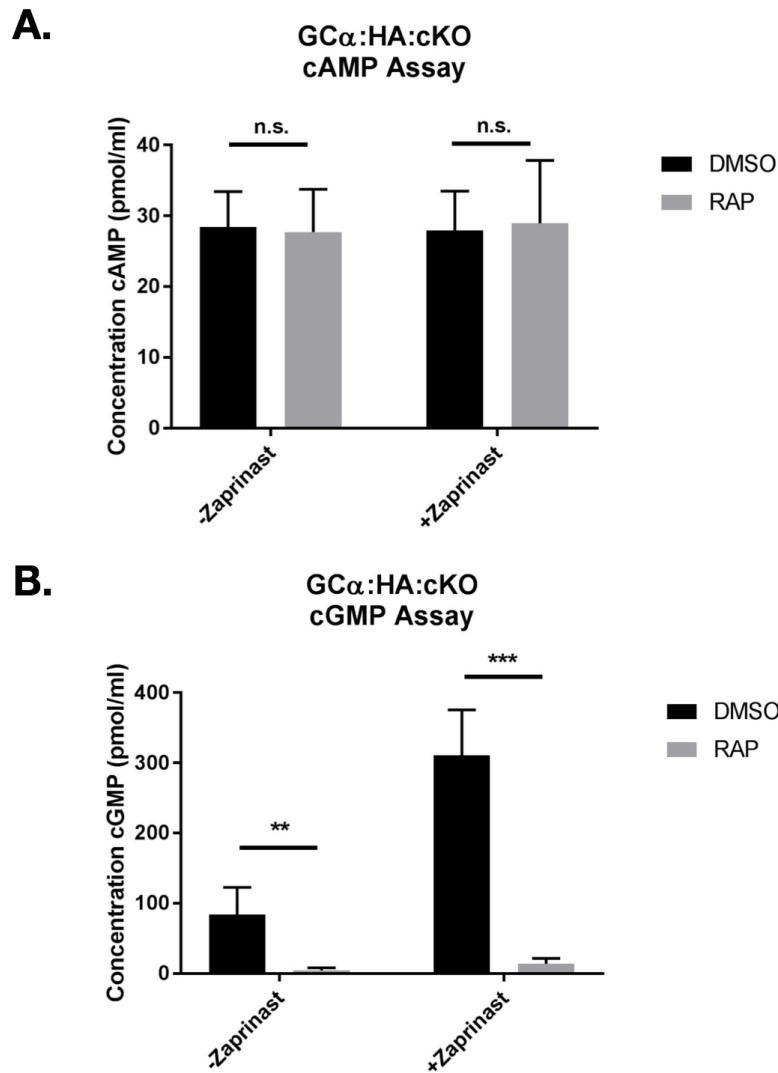 A.
GCα:HA:cKO
cAMP Assay
Concentration cAMP (pmol/ml)
40
30
20
10
0
n.s.
n.s.
DMSO
RAP
-Zaprinast
+Zaprinast
B.
GCα:HA:cKO
cGMP Assay
Concentration cGMP (pmol/ml)
400
300
200
100
0
**
***
DMSO
RAP
-Zaprinast
+Zaprinast